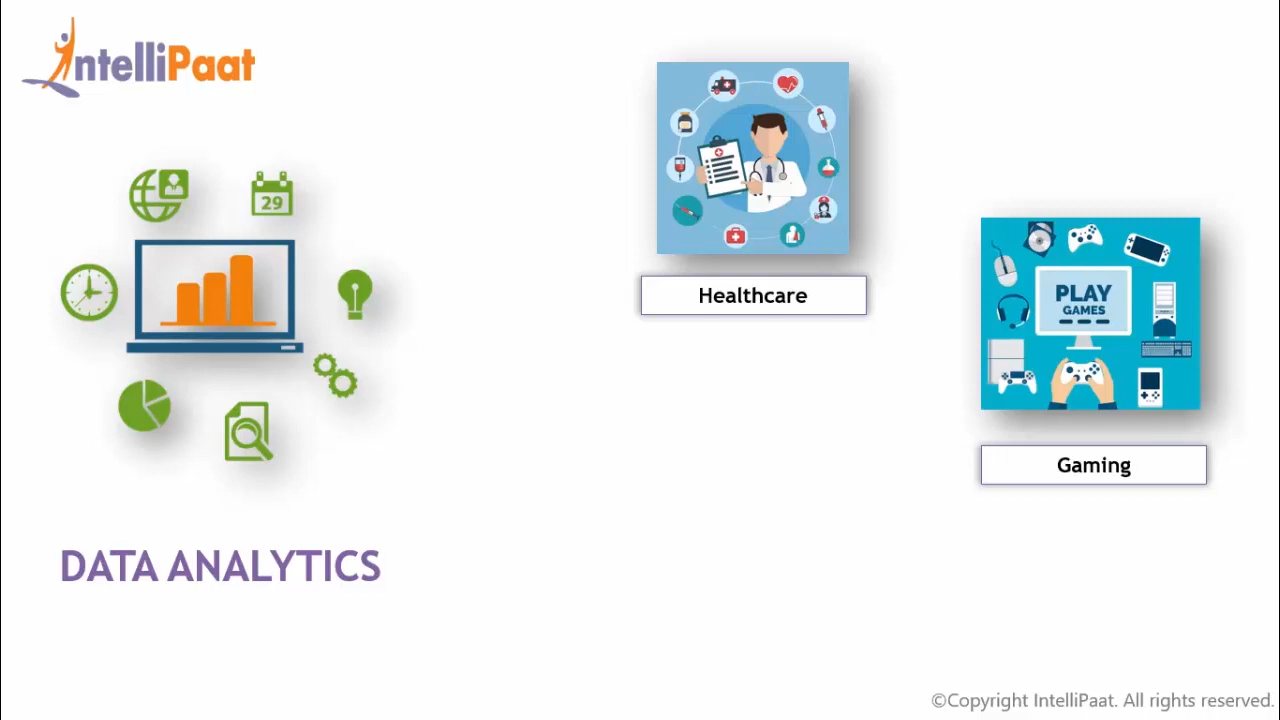 IntelliPaat
29
Healthcare
PLAY
GAMES
Gaming
DATA ANALYTICS
©Copyright IntelliPaat. All rights reserved.